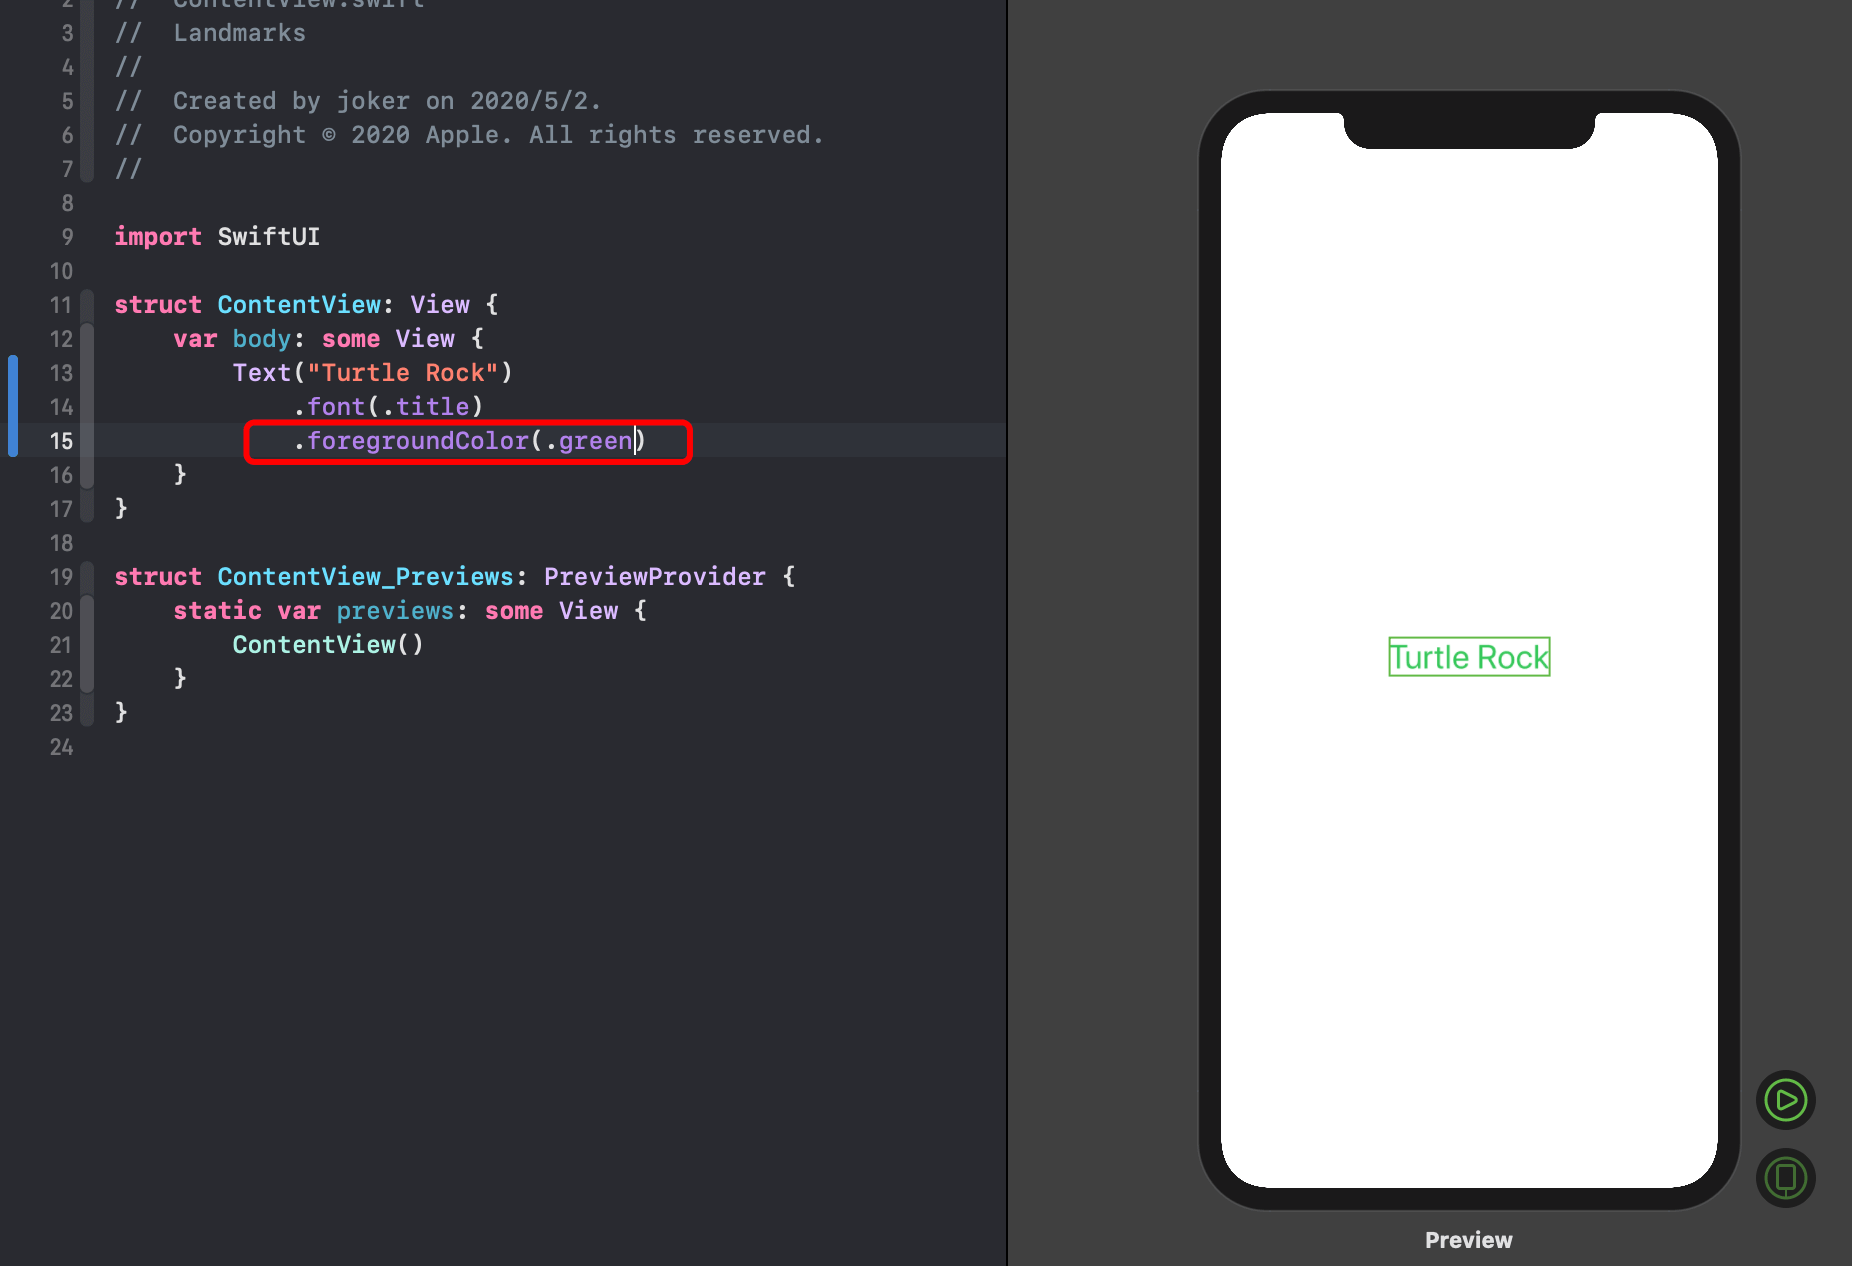 2 // ContentView.swift
3 // Landmarks
4 //
5 // Created by joker on 2020/5/2.
6 // Copyright © 2020 Apple. All rights reserved.
7 //
8
9 import SwiftUI
10
11 struct ContentView: View {
12 var body: some View {
13 Text("Turtle Rock")
14 .font(.title)
15 .foregroundColor(.green)
16 }
17 }
18
19 struct ContentView_Previews: PreviewProvider {
20 static var previews: some View {
21 ContentView()
22 }
23 }
24
Turtle Rock
Preview